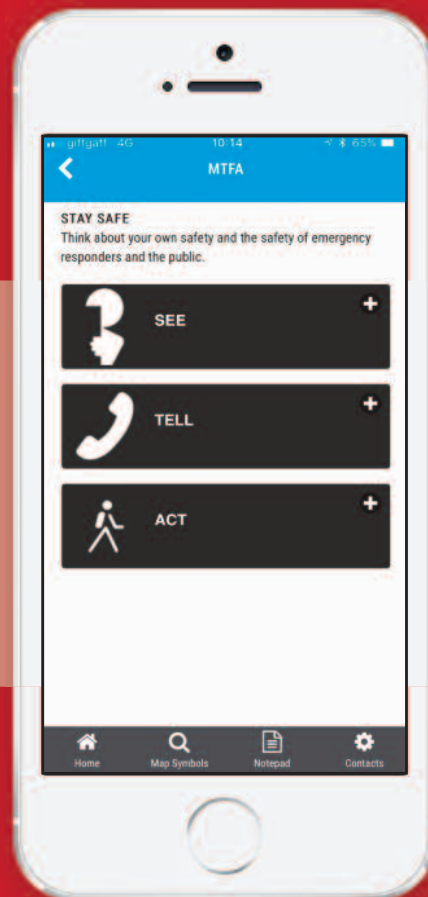 giffgaff 4G 10:14 65%
MTFA
STAY SAFE
Think about your own safety and the safety of emergency
responders and the public.
SEE
TELL
ACT
Home Map Symbols Notepad Contacts